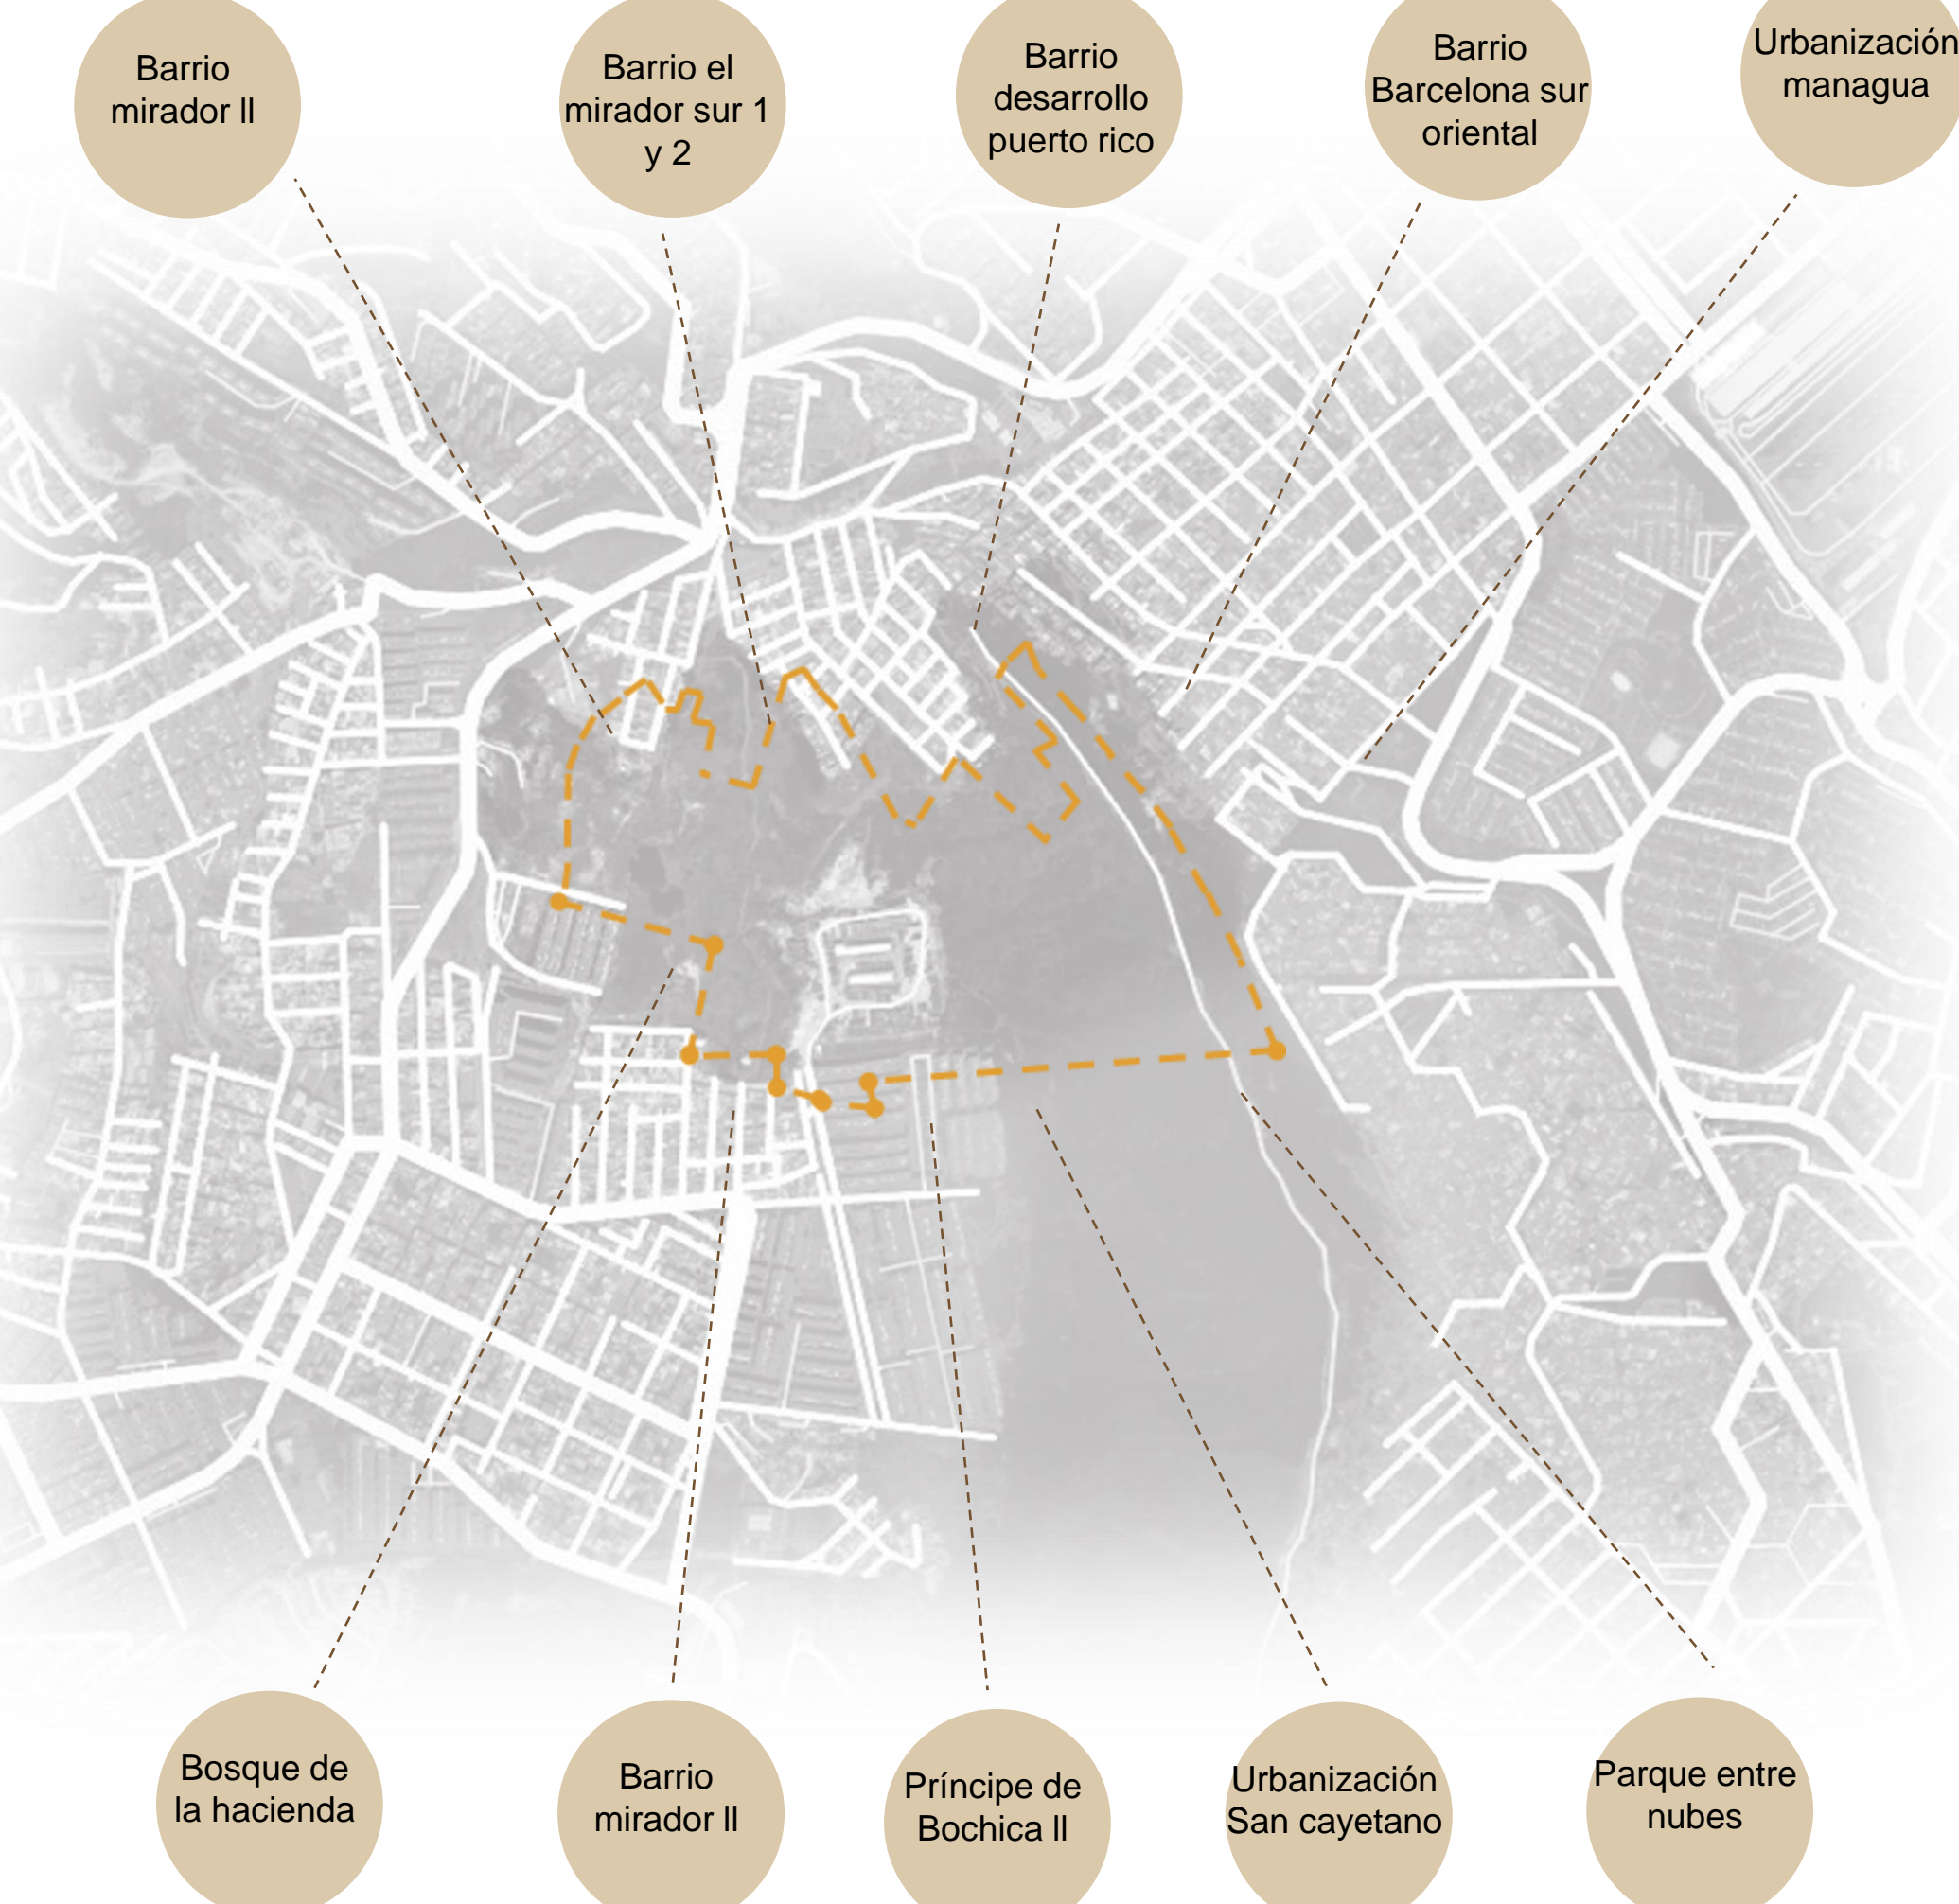 Barrio
mirador ll
Barrio el
mirador sur 1
y 2
Barrio
desarrollo
puerto rico
Barrio
Barcelona sur
oriental
Urbanización
managua
Bosque de
la hacienda
Barrio
mirador ll
Príncipe de
Bochica ll
Urbanización
San cayetano
Parque entre
nubes